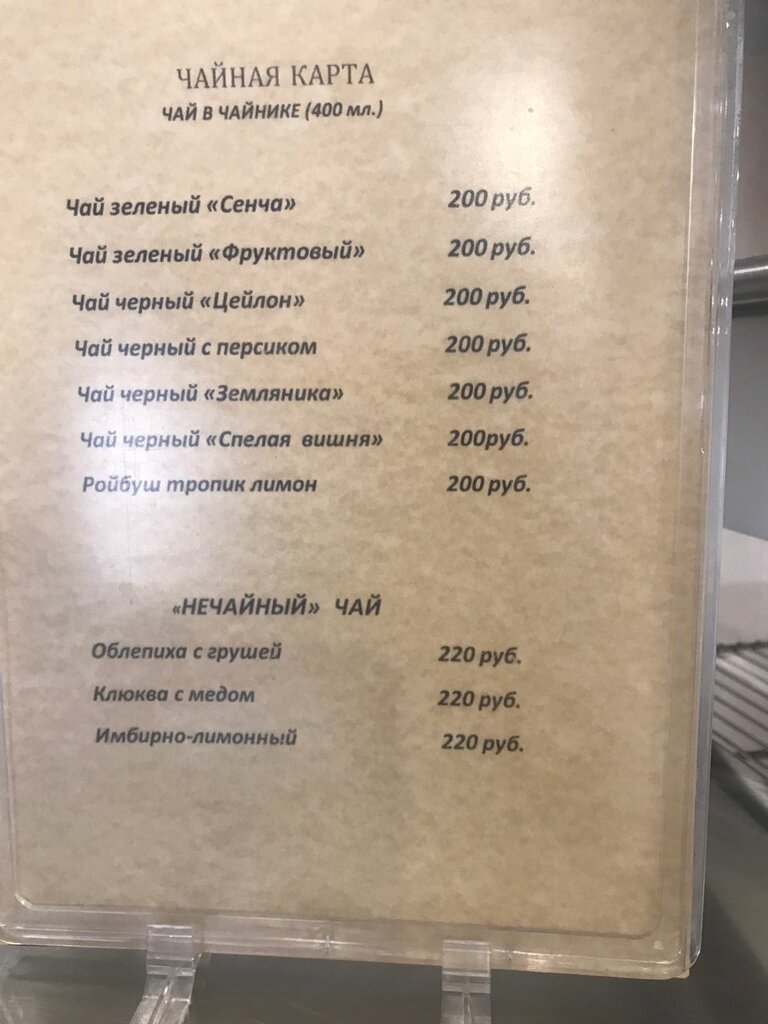 ЧАЙНАЯ КАРТА
ЧАЙ В ЧАЙНИКЕ (400 мл.)
Чай зеленый «Сенча» 200 руб.
Чай зеленый «Фруктовый» 200 руб.
Чай черный «Цейлон» 200 руб.
Чай черный с персиком 200 руб.
Чай черный «Земляника» 200 руб.
Чай черный «Спелая вишня» 200руб.
Ройбуш тропик лимон 200 руб.
«НЕЧАЙНЫЙ» ЧАЙ
Облепиха с грушей 220 руб.
Клюква с медом 220 руб.
Имбирно-лимонный 220 руб.